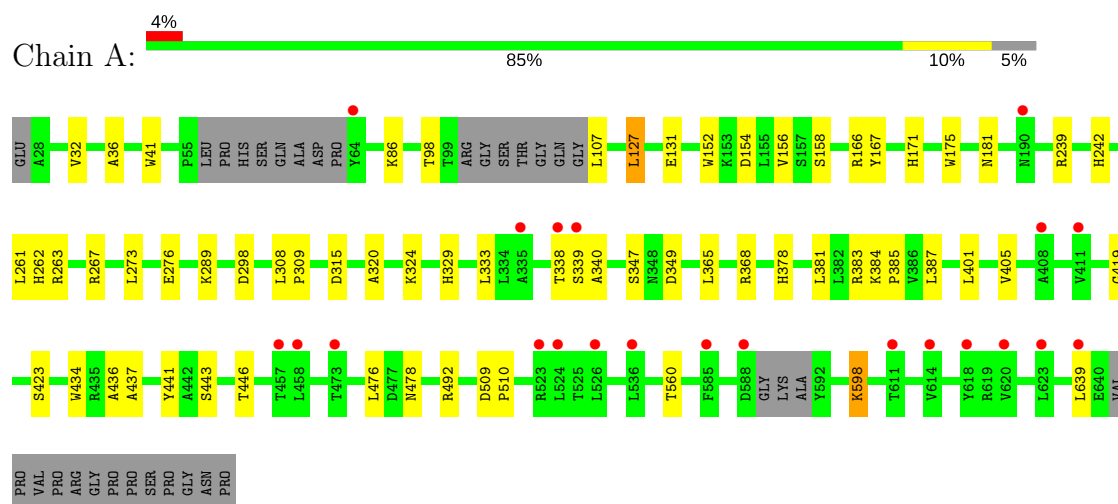 4%
Chain A:
85% 10% 5%
GLU A28 V32 A36 W41 P55 LEU PRO HIS SER GLN ALA ASP PRO Y64 K86 T98 T99 ARG GLY SER THR GLY GLN GLY L107 L127 E131 W152 K153 D154 L155 V156 S157 S158 R166 Y167 H171 W175 N181 N190 R239 H242
L261 H262 R263 R267 L273 E276 K289 D298 L308 P309 D315 A320 K324 H329 L333 L334 A335 T338 S339 A340 S347 N348 D349 L365 R368 H378 L381 L382 R383 K384 P385 V386 L387 L401 V405 A408 V411
S423 W434 R435 A436 A437 Y441 A442 S443 T446 T457 L458 T473 L476 D477 N478 R492 D509 P510 R523 L524 T525 L526 L536 T560 F585 D588 GLY LYS ALA Y592 K598 T611 V614 Y618 R619 V620 L623 L639 E640 VAL
PRO VAL PRO ARG GLY PRO PRO SER PRO GLY ASN PRO